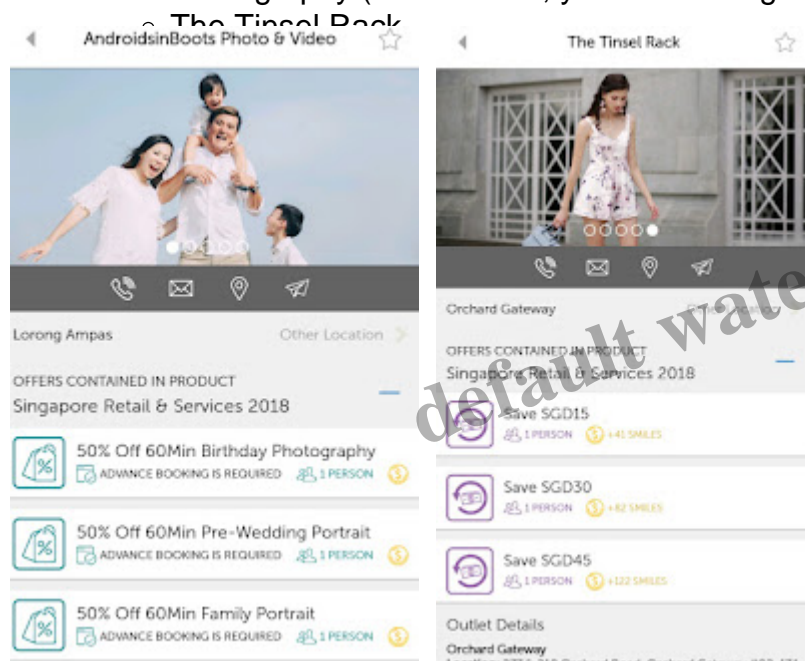 The Tinsel Rack
AndroidsinBoots Photo & Video
Lorong Ampas
Other Location
OFFERS CONTAINED IN PRODUCT
Singapore Retail & Services 2018
50% Off 60Min Birthday Photography
ADVANCE BOOKING IS REQUIRED 1 PERSON
50% Off 60Min Pre-Wedding Portrait
ADVANCE BOOKING IS REQUIRED 1 PERSON
50% Off 60Min Family Portrait
ADVANCE BOOKING IS REQUIRED 1 PERSON
The Tinsel Rack
Orchard Gateway
OFFERS CONTAINED IN PRODUCT
Singapore Retail & Services 2018
Save SGD15
1 PERSON +41 SMILES
Save SGD30
1 PERSON +82 SMILES
Save SGD45
1 PERSON +122 SMILES
Outlet Details
Orchard Gateway
default wate